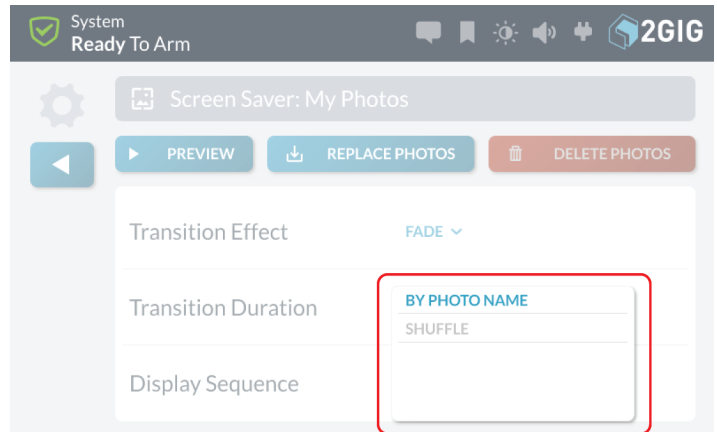 System
Ready To Arm
2GIG
Screen Saver: My Photos
PREVIEW
REPLACE PHOTOS
DELETE PHOTOS
Transition Effect
FADE
Transition Duration
BY PHOTO NAME
SHUFFLE
Display Sequence